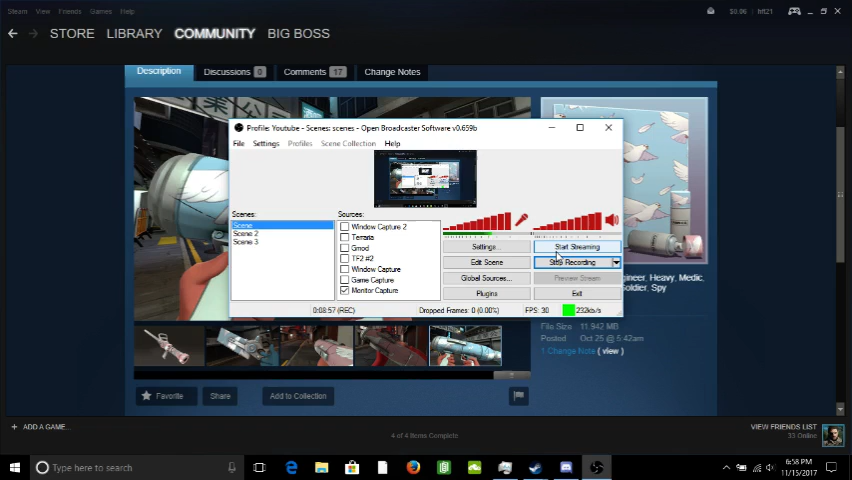 Steam View Friends Games Help
$0.06 hft21
STORE LIBRARY COMMUNITY BIG BOSS
Description Discussions 0 Comments 17 Change Notes
Profile: Youtube - Scenes: scenes - Open Broadcaster Software v0.659b
File Settings Profiles Scene Collection Help
Scenes:
Scene
Scene 2
Scene 3
Sources:
Window Capture 2
Terraria
Gmod
TF2 #2
Window Capture
Game Capture
Monitor Capture
Settings... Start Streaming
Edit Scene Stop Recording
Global Sources... Preview Stream
Plugins Exit
0:08:57 (REC) Dropped Frames: 0 (0.00%) FPS: 30 232kb/s
gineer, Heavy, Medic,
oldier, Spy
File Size 11.942 MB
Posted Oct 25 @ 5:42am
1 Change Note ( view )
Favorite Share Add to Collection
+ ADD A GAME...
4 of 4 Items Complete
VIEW FRIENDS LIST
33 Online
Type here to search
6:58 PM
11/15/2017